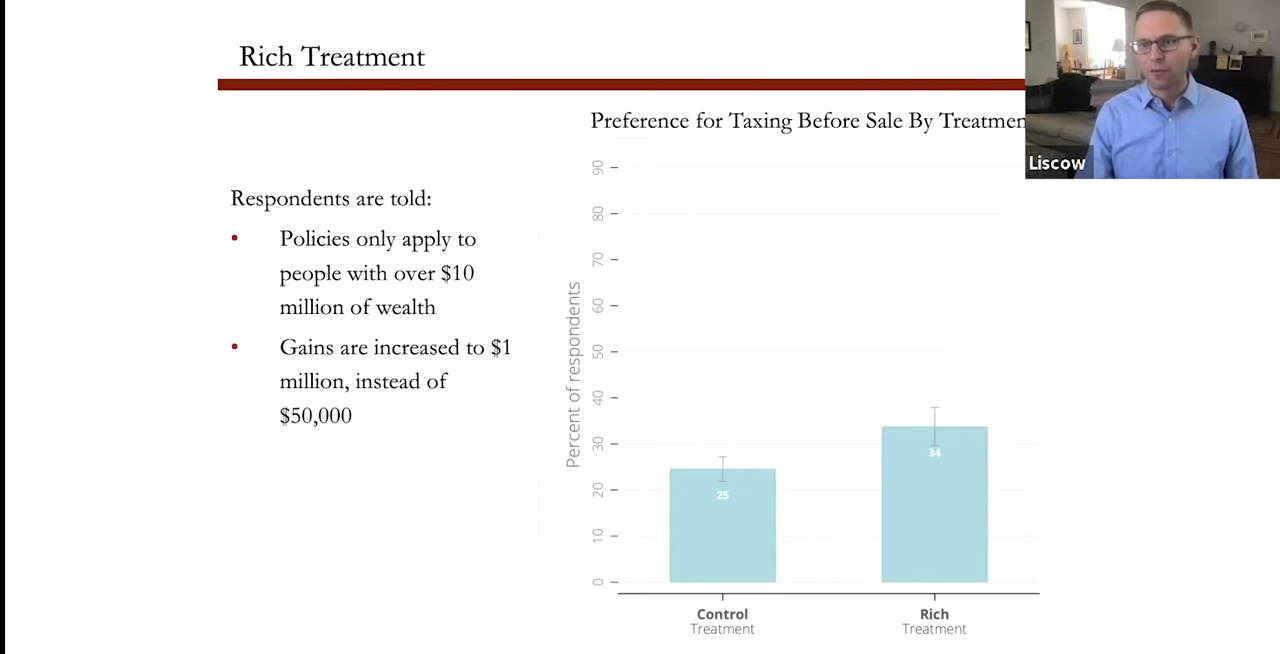 Rich Treatment
Liscow
Respondents are told:
• Policies only apply to
people with over $10
million of wealth
• Gains are increased to $1
million, instead of
$50,000
Preference for Taxing Before Sale By Treatmen
Percent of respondents
90
80
70
60
50
40
30
20
10
0
25
34
Control
Treatment
Rich
Treatment